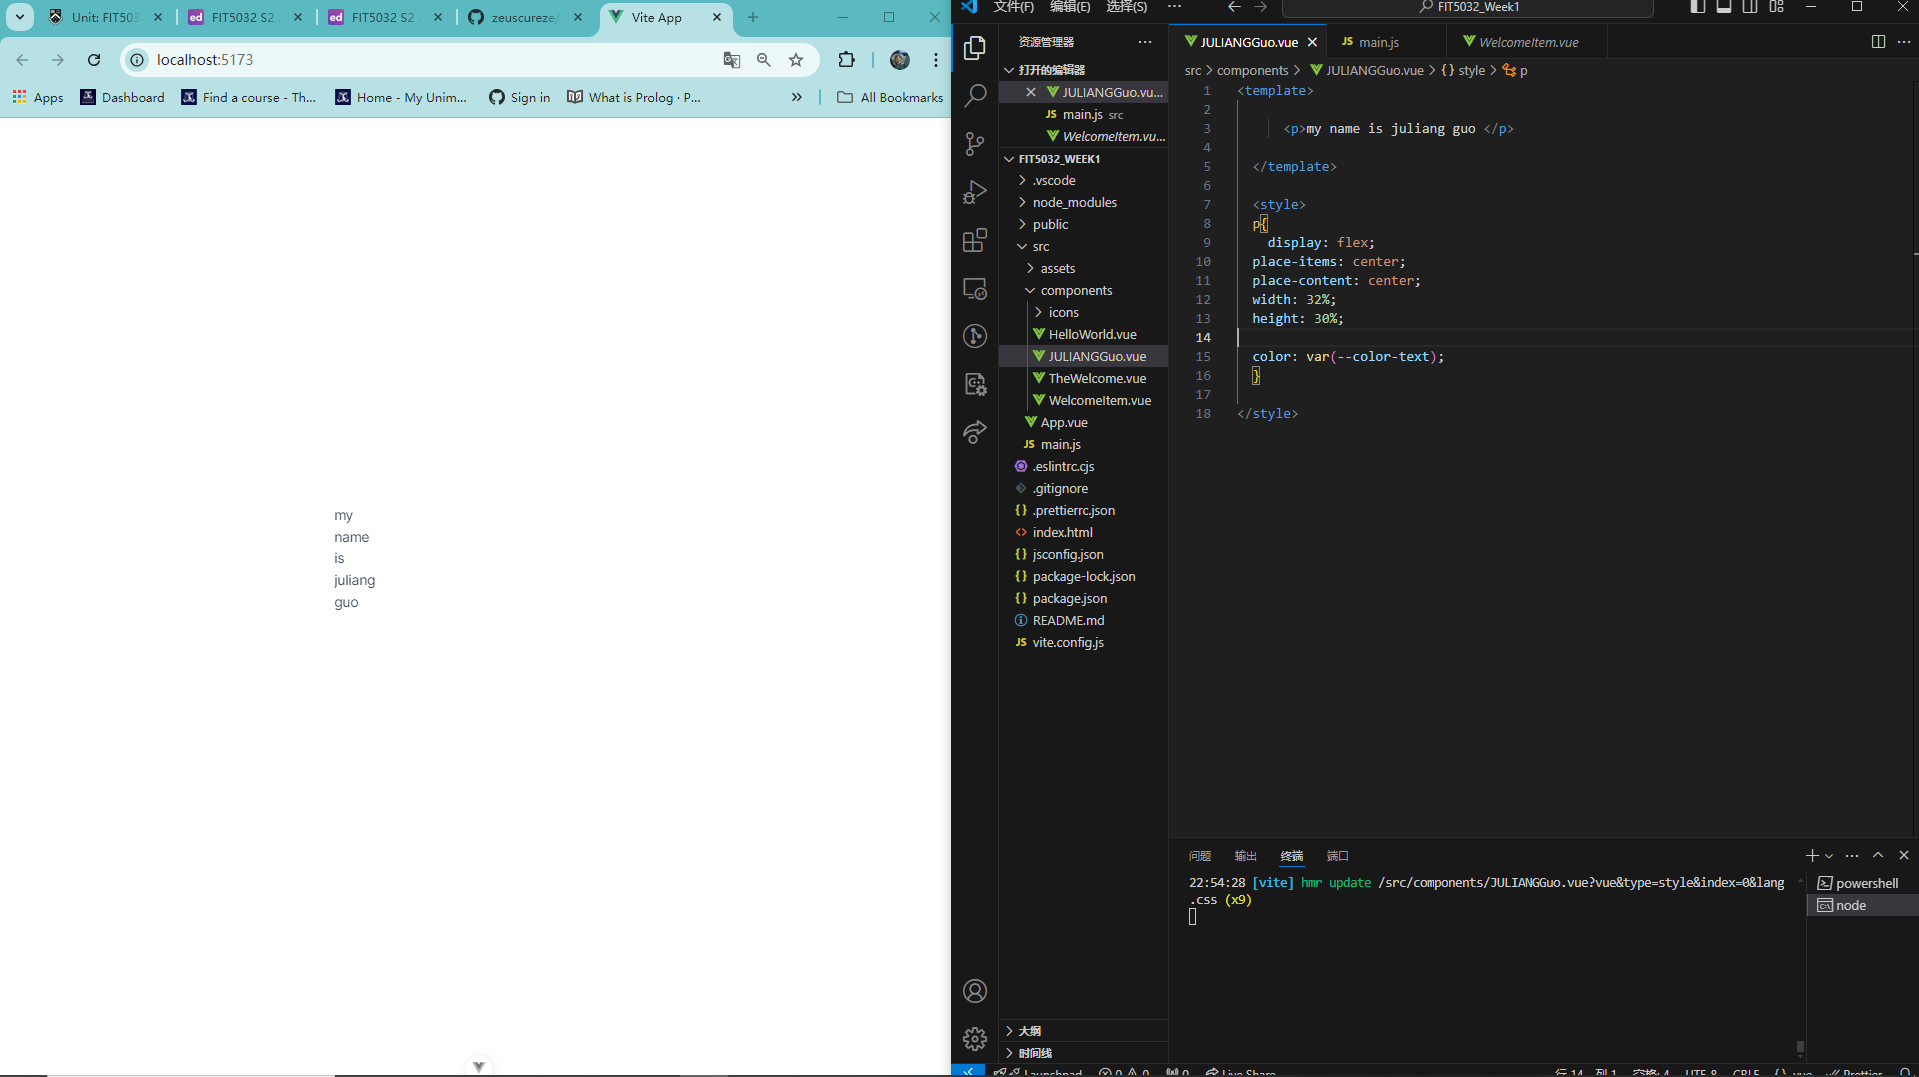 Unit: FIT503
FIT5032 S2
FIT5032 S2
zeuscureze/
Vite App
localhost:5173
Apps
Dashboard
Find a course - Th...
Home - My Unim...
Sign in
What is Prolog · P...
All Bookmarks
my
name
is
juliang
guo
文件(F) 编辑(E) 选择(S) ···
FIT5032_Week1
资源管理器
打开的编辑器
JULIANGGuo.vu...
JS main.js src
WelcomeItem.vu...
FIT5032_WEEK1
.vscode
node_modules
public
src
assets
components
icons
HelloWorld.vue
JULIANGGuo.vue
TheWelcome.vue
WelcomeItem.vue
App.vue
JS main.js
.eslintrc.cjs
.gitignore
{} .prettierrc.json
<> index.html
{} jsconfig.json
{} package-lock.json
{} package.json
README.md
JS vite.config.js
大纲
时间线
JULIANGGuo.vue
JS main.js
WelcomeItem.vue
src > components > JULIANGGuo.vue > {} style > p
1 <template>
2
3 <p>my name is juliang guo </p>
4
5 </template>
6
7 <style>
8 p{
9 display: flex;
10 place-items: center;
11 place-content: center;
12 width: 32%;
13 height: 30%;
14
15 color: var(--color-text);
16 }
17
18 </style>
问题 输出 终端 端口
22:54:28 [vite] hmr update /src/components/JULIANGGuo.vue?vue&type=style&index=0&lang
.css (x9)
powershell
node
Launchpad 0 0 0 Live Share
行 14, 列 1 空格: 4 UTF-8 CRLF {} vue Prettier